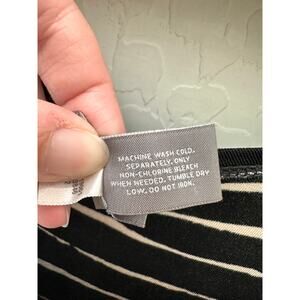 MACHINE WASH COLD.
SEPARATELY. ONLY
NON-CHLORINE BLEACH
WHEN NEEDED. TUMBLE DRY
LOW. DO NOT IRON.